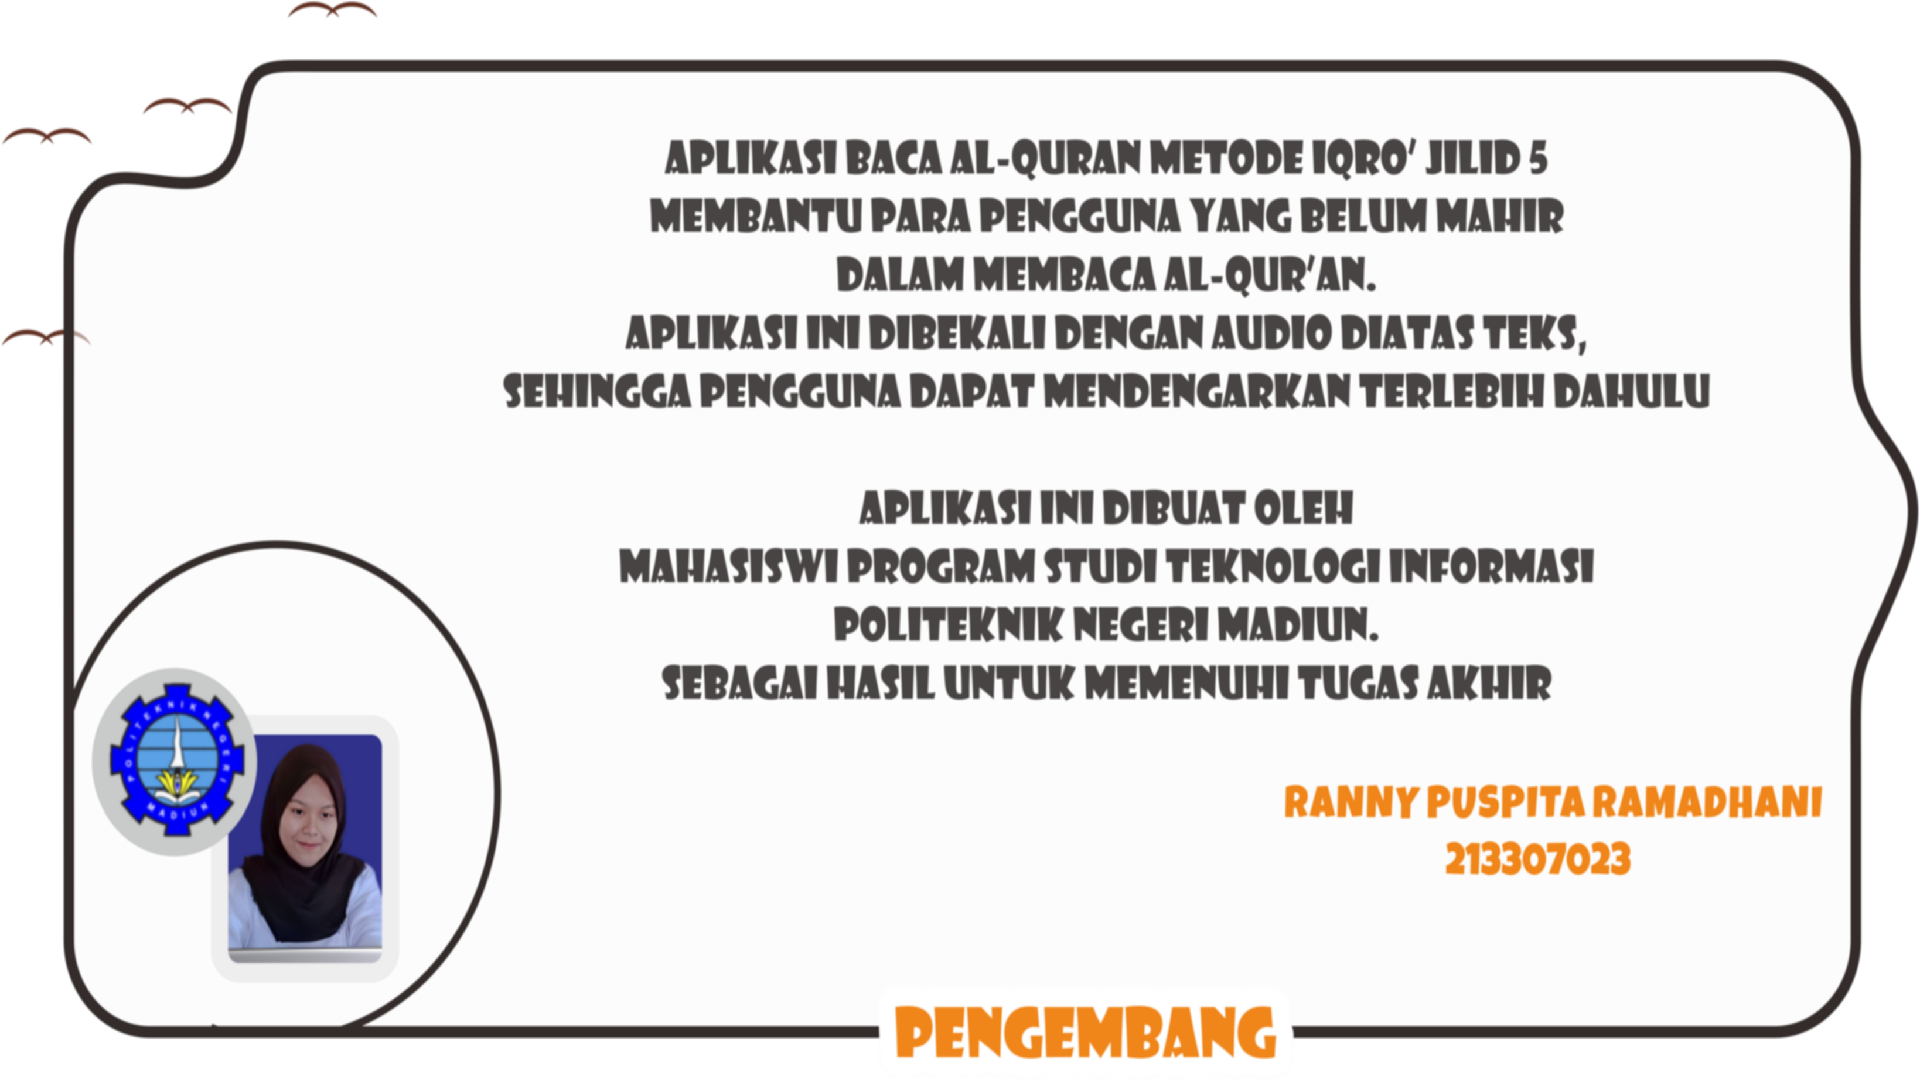 APLIKASI BACA AL-QURAN METODE IQRO' JILID 5
MEMBANTU PARA PENGGUNA YANG BELUM MAHIR
DALAM MEMBACA AL-QUR'AN.
APLIKASI INI DIBEKALI DENGAN AUDIO DIATAS TEKS,
SEHINGGA PENGGUNA DAPAT MENDENGARKAN TERLEBIH DAHULU
APLIKASI INI DIBUAT OLEH
MAHASISWI PROGRAM STUDI TEKNOLOGI INFORMASI
POLITEKNIK NEGERI MADIUN.
SEBAGAI HASIL UNTUK MEMENUHI TUGAS AKHIR
POLITEKNIK NEGERI
MADIUN
RANNY PUSPITA RAMADHANI
213307023
PENGEMBANG